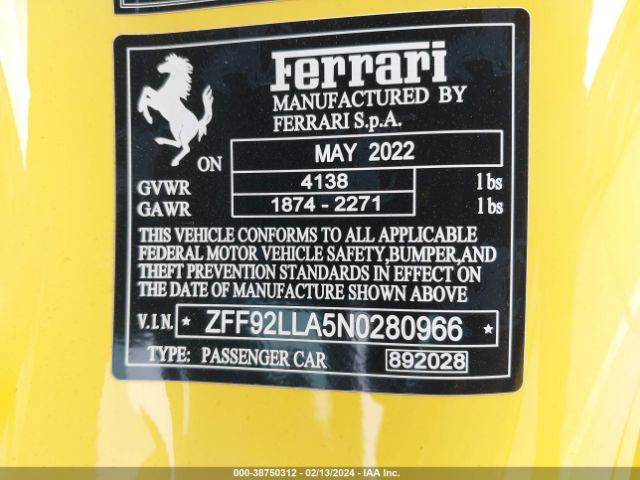 Ferrari
MANUFACTURED BY
FERRARI S.p.A.
ON MAY 2022
GVWR 4138 lbs
GAWR 1874 - 2271 lbs
THIS VEHICLE CONFORMS TO ALL APPLICABLE
FEDERAL MOTOR VEHICLE SAFETY,BUMPER,AND
THEFT PREVENTION STANDARDS IN EFFECT ON
THE DATE OF MANUFACTURE SHOWN ABOVE
V.I.N. ★ ZFF92LLA5N0280966 ★
TYPE: PASSENGER CAR 892028
000-38750312 - 02/13/2024 - IAA Inc.